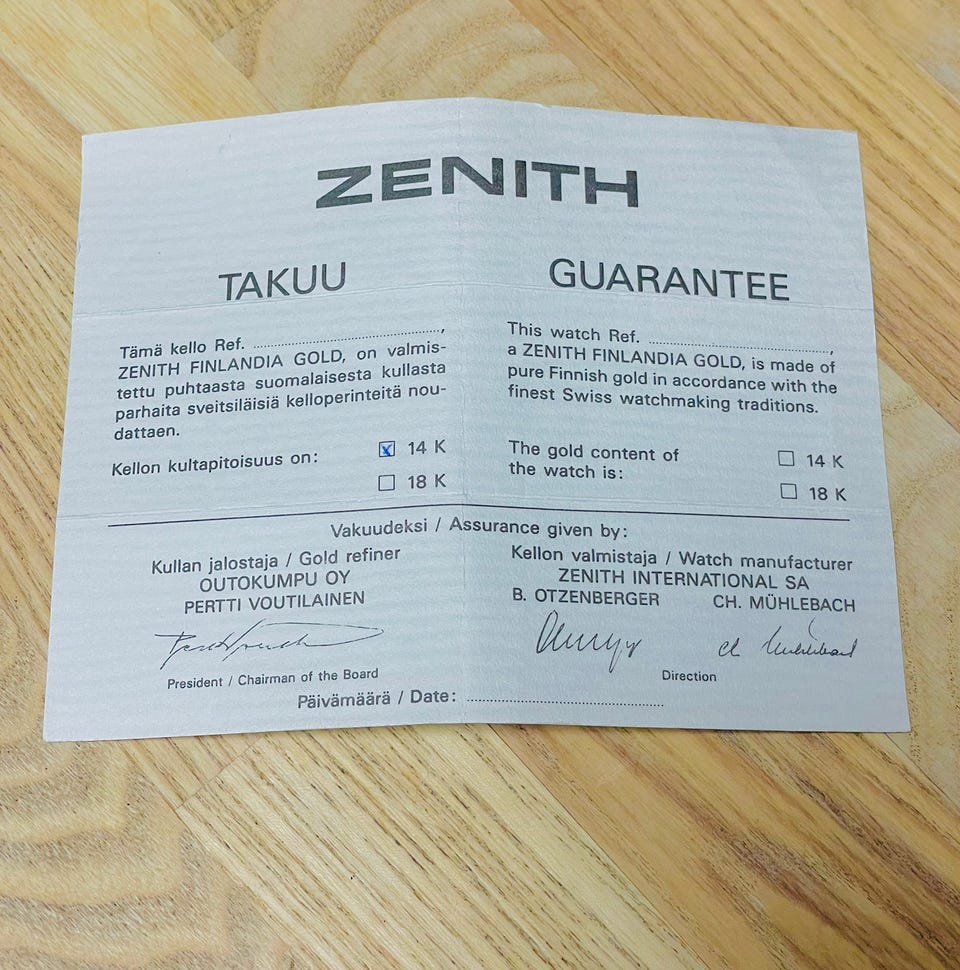 ZENITH
TAKUU
Tämä kello Ref. ........................................,
ZENITH FINLANDIA GOLD, on valmis-
tettu puhtaasta suomalaisesta kullasta
parhaita sveitsiläisiä kelloperinteitä nou-
dattaen.
Kellon kultapitoisuus on:
☒ 14 K
☐ 18 K
GUARANTEE
This watch Ref. ........................................,
a ZENITH FINLANDIA GOLD, is made of
pure Finnish gold in accordance with the
finest Swiss watchmaking traditions.
The gold content of
the watch is:
☐ 14 K
☐ 18 K
Vakuudeksi / Assurance given by:
Kullan jalostaja / Gold refiner
OUTOKUMPU OY
PERTTI VOUTILAINEN
President / Chairman of the Board
Kellon valmistaja / Watch manufacturer
ZENITH INTERNATIONAL SA
B. OTZENBERGER CH. MÜHLEBACH
Direction
Päivämäärä / Date: ........................................